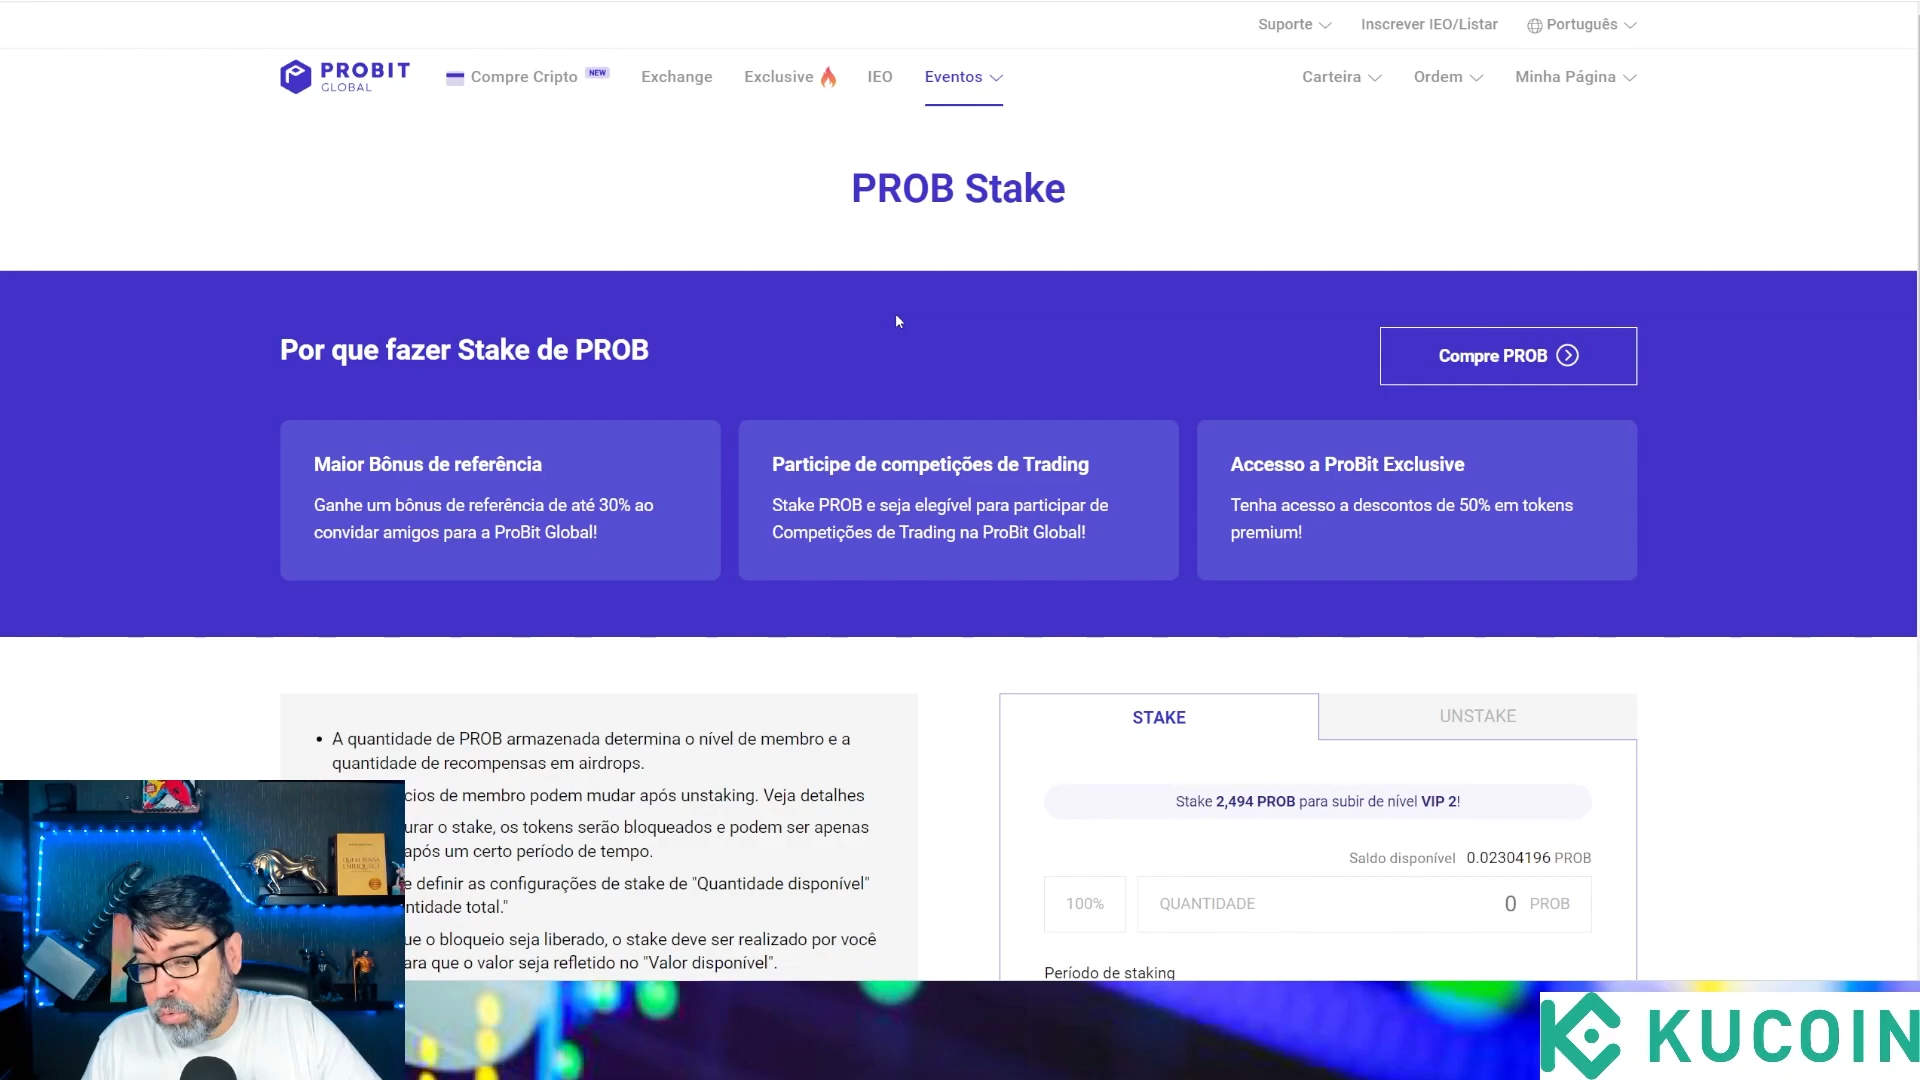 Suporte
Inscrever IEO/Listar
Português
PROBIT
GLOBAL
Compre Cripto
NEW
Exchange
Exclusive
IEO
Eventos
Carteira
Ordem
Minha Página
PROB Stake
Por que fazer Stake de PROB
Compre PROB
Maior Bônus de referência
Ganhe um bônus de referência de até 30% ao
convidar amigos para a ProBit Global!
Participe de competições de Trading
Stake PROB e seja elegível para participar de
Competições de Trading na ProBit Global!
Accesso a ProBit Exclusive
Tenha acesso a descontos de 50% em tokens
premium!
• A quantidade de PROB armazenada determina o nível de membro e a
quantidade de recompensas em airdrops.
cios de membro podem mudar após unstaking. Veja detalhes
urar o stake, os tokens serão bloqueados e podem ser apenas
após um certo período de tempo.
e definir as configurações de stake de "Quantidade disponível"
ntidade total."
ue o bloqueio seja liberado, o stake deve ser realizado por você
ara que o valor seja refletido no "Valor disponível".
STAKE
UNSTAKE
Stake 2,494 PROB para subir de nível VIP 2!
Saldo disponível 0.02304196 PROB
100%
QUANTIDADE
0 PROB
Período de staking
KUCOIN